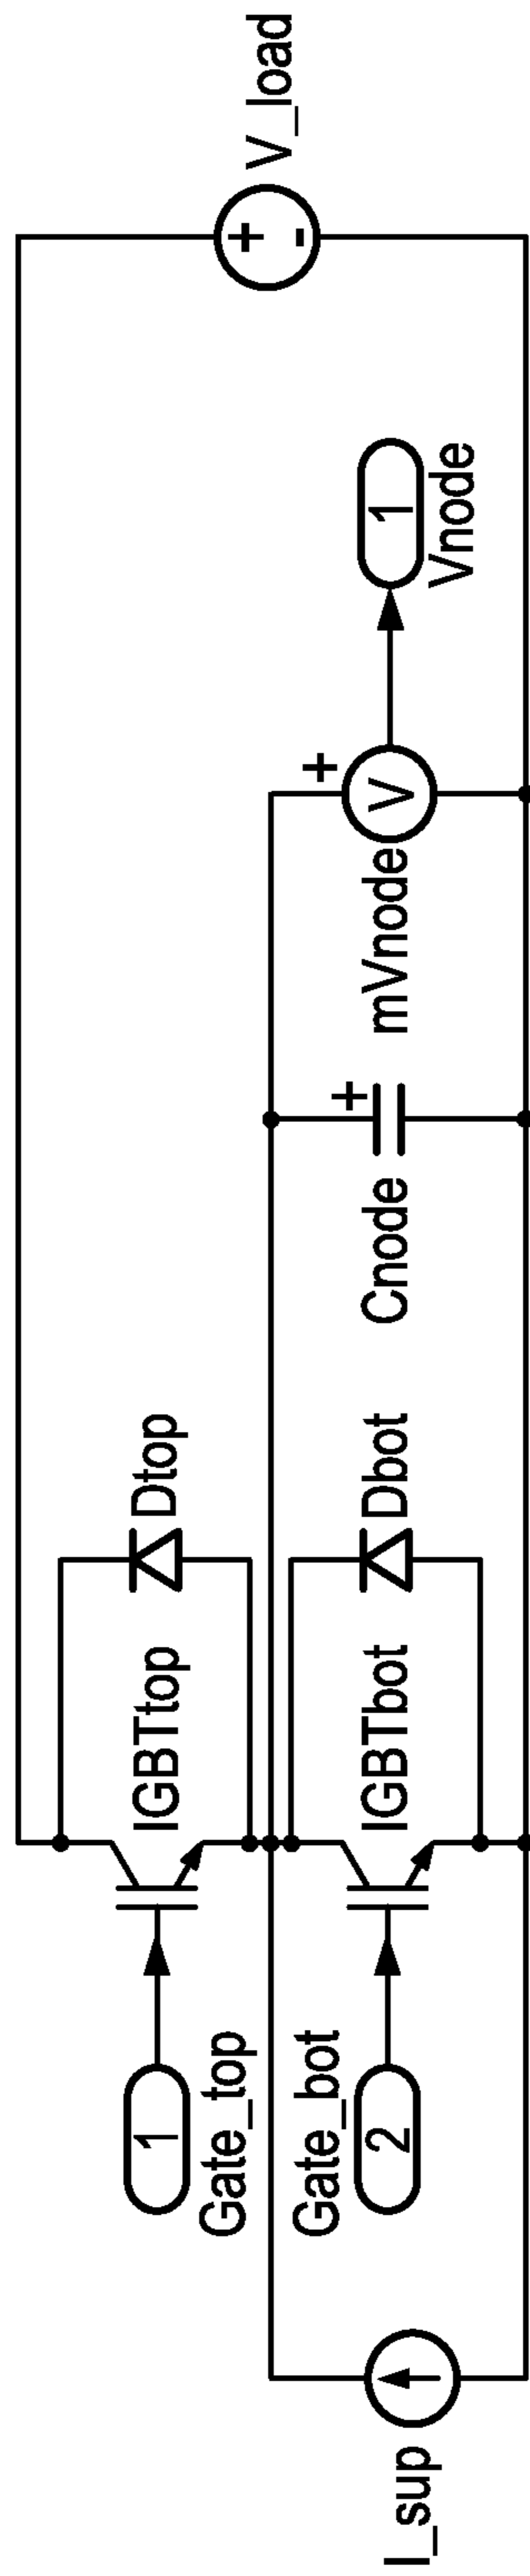 V_load
+
-
1
Gate_top
IGBTtop
Dtop
Gate_bot
2
IGBTbot
Dbot
Cnode
+
mVnode
+
V
1
Vnode
I_sup